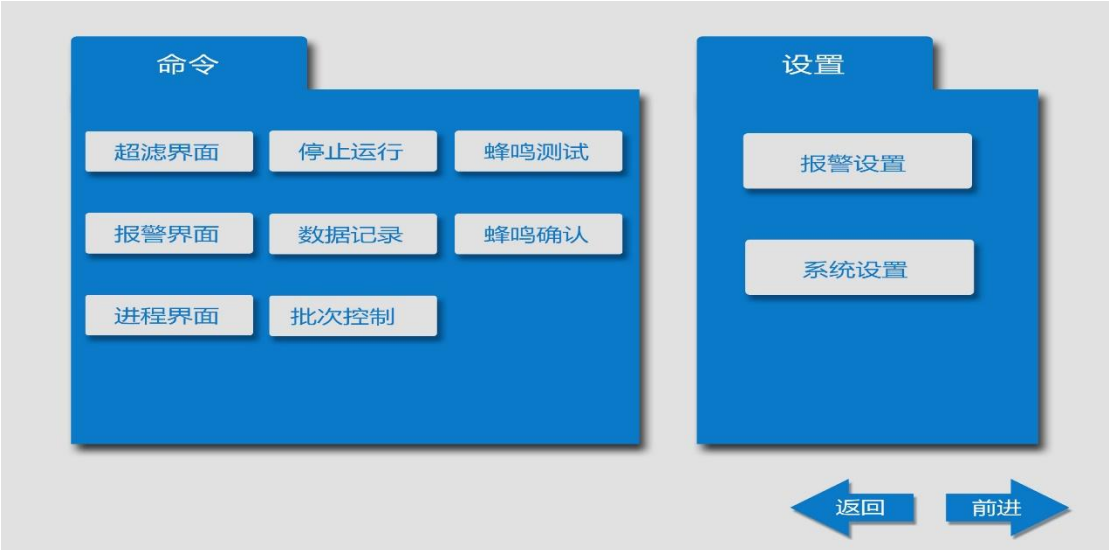 命令
超滤界面
停止运行
蜂鸣测试
报警界面
数据记录
蜂鸣确认
进程界面
批次控制
设置
报警设置
系统设置
返回
前进